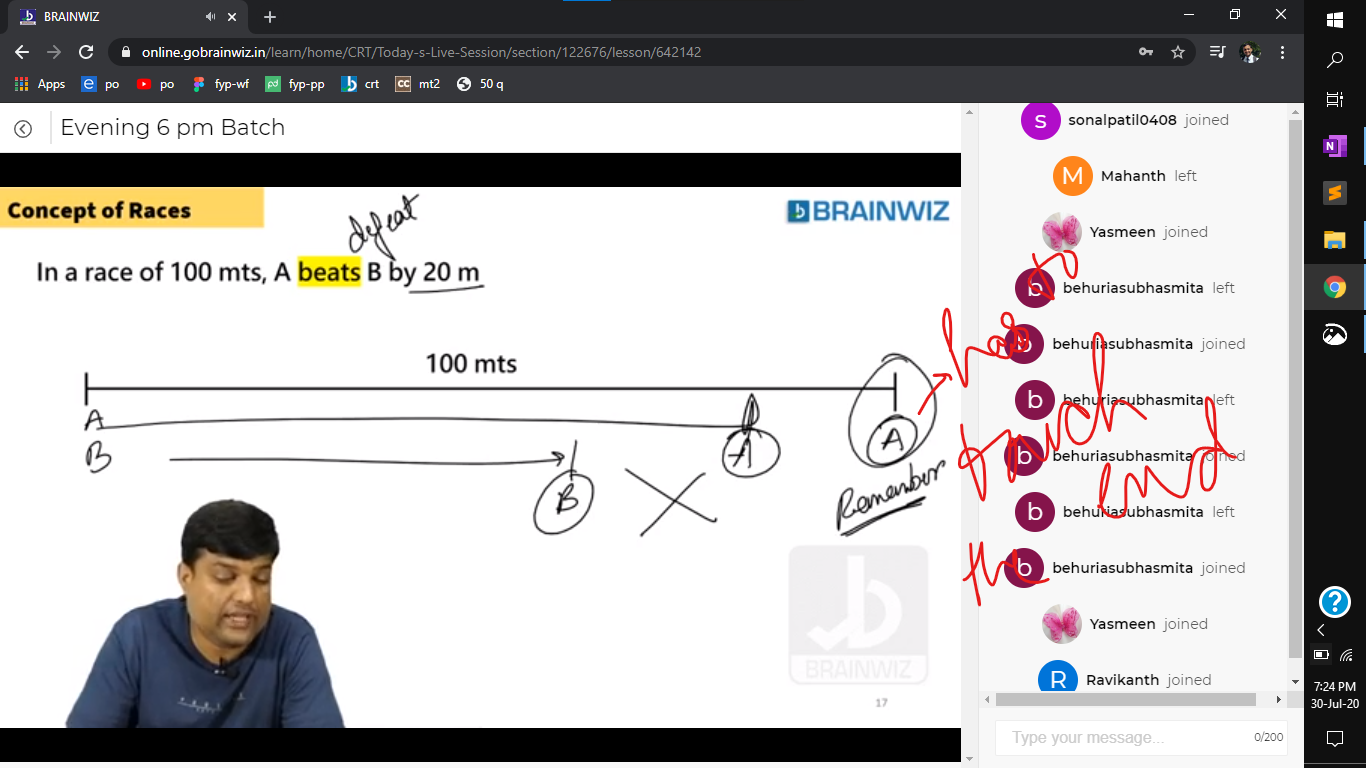 BRAINWIZ
online.gobrainwiz.in/learn/home/CRT/Today-s-Live-Session/section/122676/lesson/642142
Apps po po fyp-wf fyp-pp crt mt2 50 q
Evening 6 pm Batch
Concept of Races
BRAINWIZ
defeat
In a race of 100 mts, A beats B by 20 m
100 mts
A
B
B
A
A
Remember
has to
touch
the end
BRAINWIZ
17
sonalpatil0408 joined
Mahanth left
Yasmeen joined
behuriasubhasmita left
behuriasubhasmita joined
behuriasubhasmita left
behuriasubhasmita joined
behuriasubhasmita left
behuriasubhasmita joined
Yasmeen joined
Ravikanth joined
Type your message... 0/200
7:24 PM
30-Jul-20